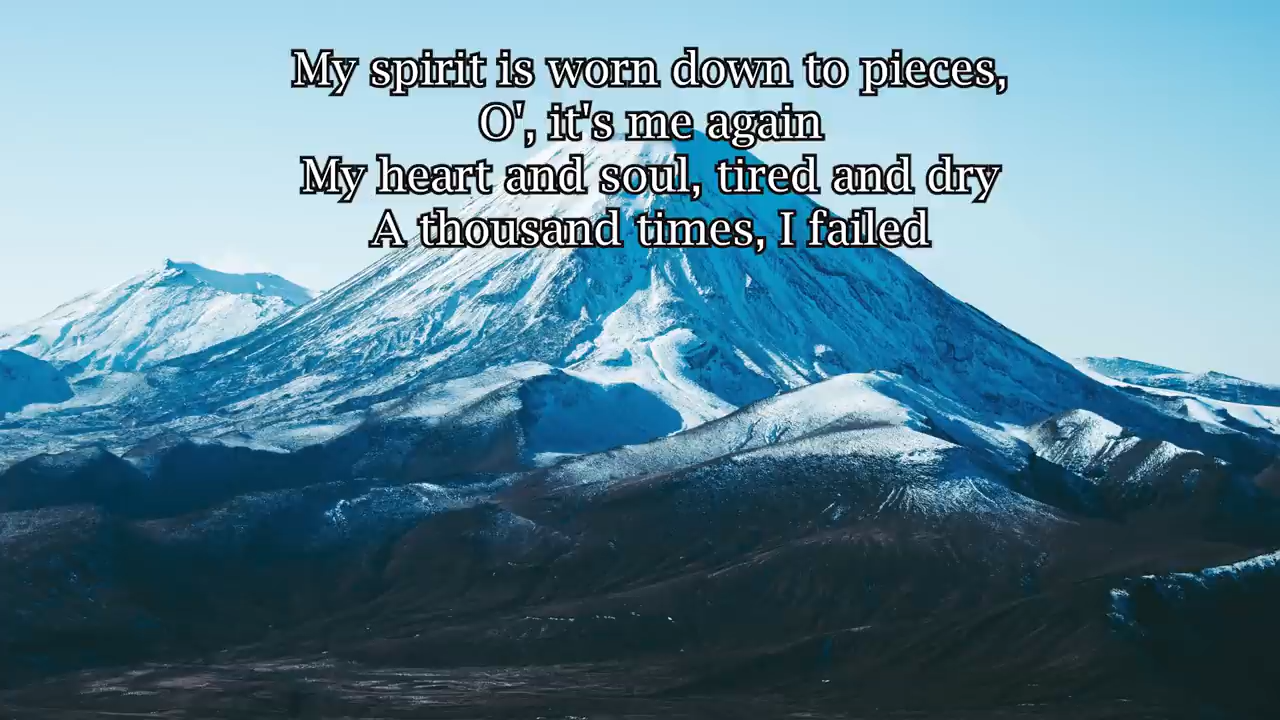 My spirit is worn down to pieces,
O', it's me again
My heart and soul, tired and dry
A thousand times, I failed